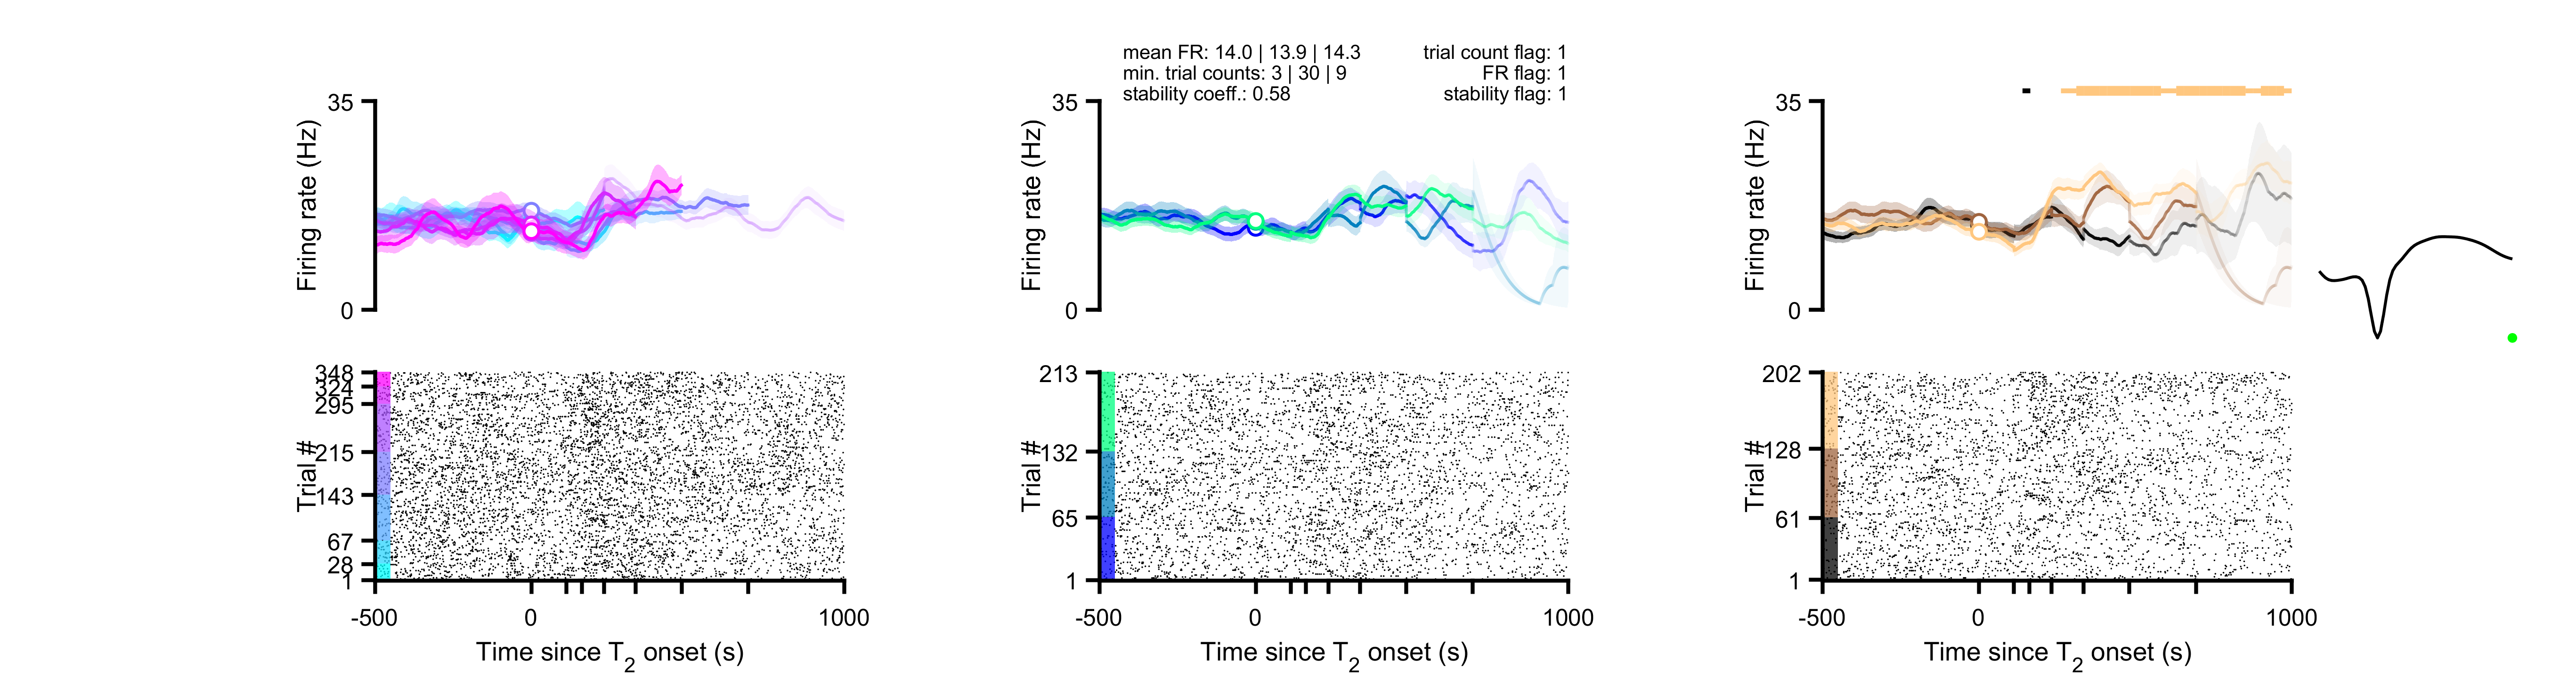 mean FR: 14.0 | 13.9 | 14.3
min. trial counts: 3 | 30 | 9
stability coeff.: 0.58
trial count flag: 1
FR flag: 1
stability flag: 1
35
Firing rate (Hz)
0
348
324
295
215
143
67
28
1
Trial #
-500
0
1000
Time since T2 onset (s)
35
Firing rate (Hz)
0
213
132
65
1
Trial #
-500
0
1000
Time since T2 onset (s)
35
Firing rate (Hz)
0
202
128
61
1
Trial #
-500
0
1000
Time since T2 onset (s)